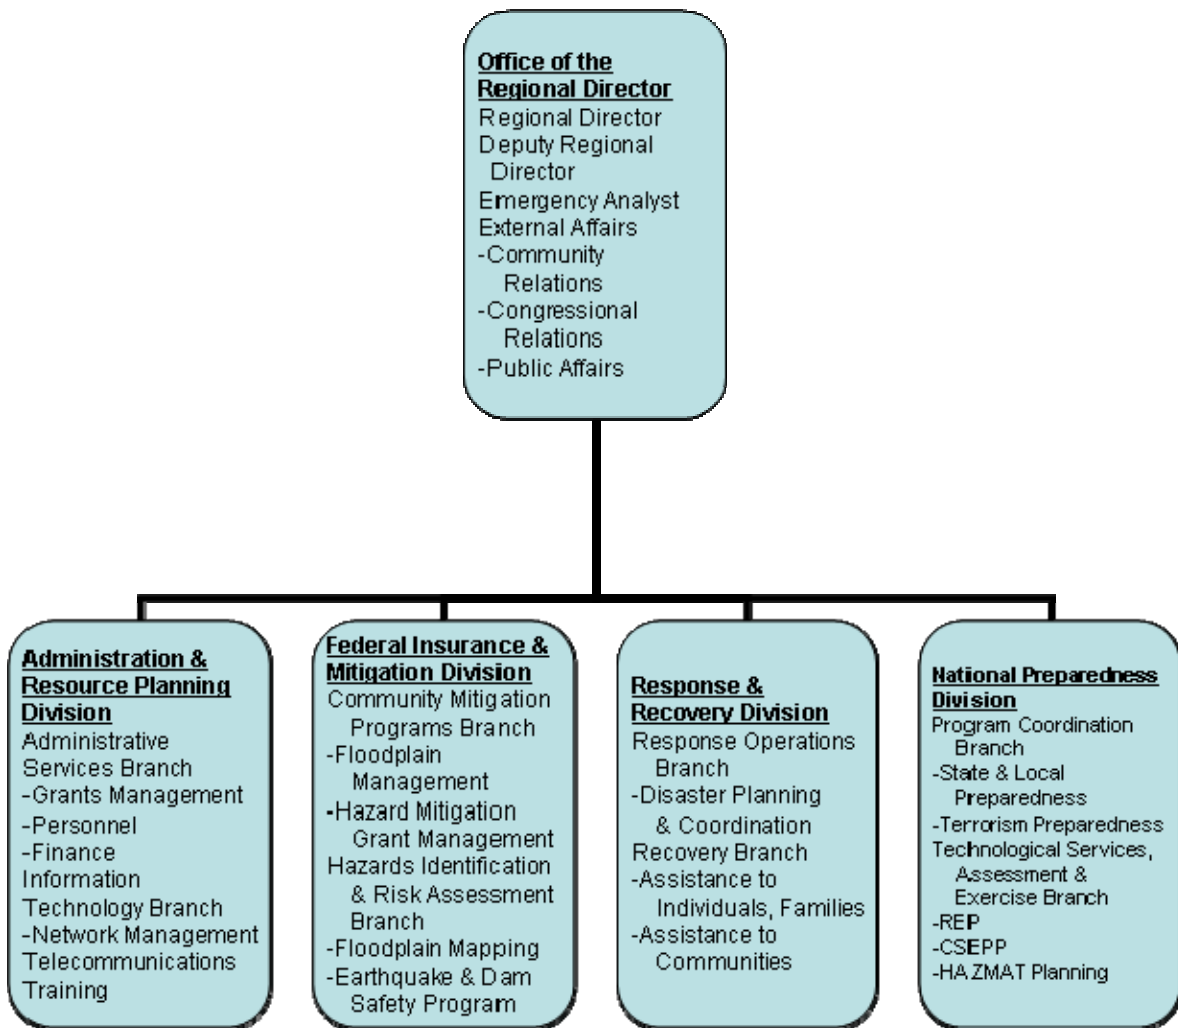 Office of the
Regional Director
Regional Director
Deputy Regional
Director
Emergency Analyst
External Affairs
-Community
Relations
-Congressional
Relations
-Public Affairs
Administration &
Resource Planning
Division
Administrative
Services Branch
-Grants Management
-Personnel
-Finance
Information
Technology Branch
-Network Management
Telecommunications
Training
Federal Insurance &
Mitigation Division
Community Mitigation
Programs Branch
-Floodplain
Management
-Hazard Mitigation
Grant Management
Hazards Identification
& Risk Assessment
Branch
-Floodplain Mapping
-Earthquake & Dam
Safety Program
Response &
Recovery Division
Response Operations
Branch
-Disaster Planning
& Coordination
Recovery Branch
-Assistance to
Individuals, Families
-Assistance to
Communities
National Preparedness
Division
Program Coordination
Branch
-State & Local
Preparedness
-Terrorism Preparedness
Technological Services,
Assessment &
Exercise Branch
-REP
-CSEPP
-HAZMAT Planning